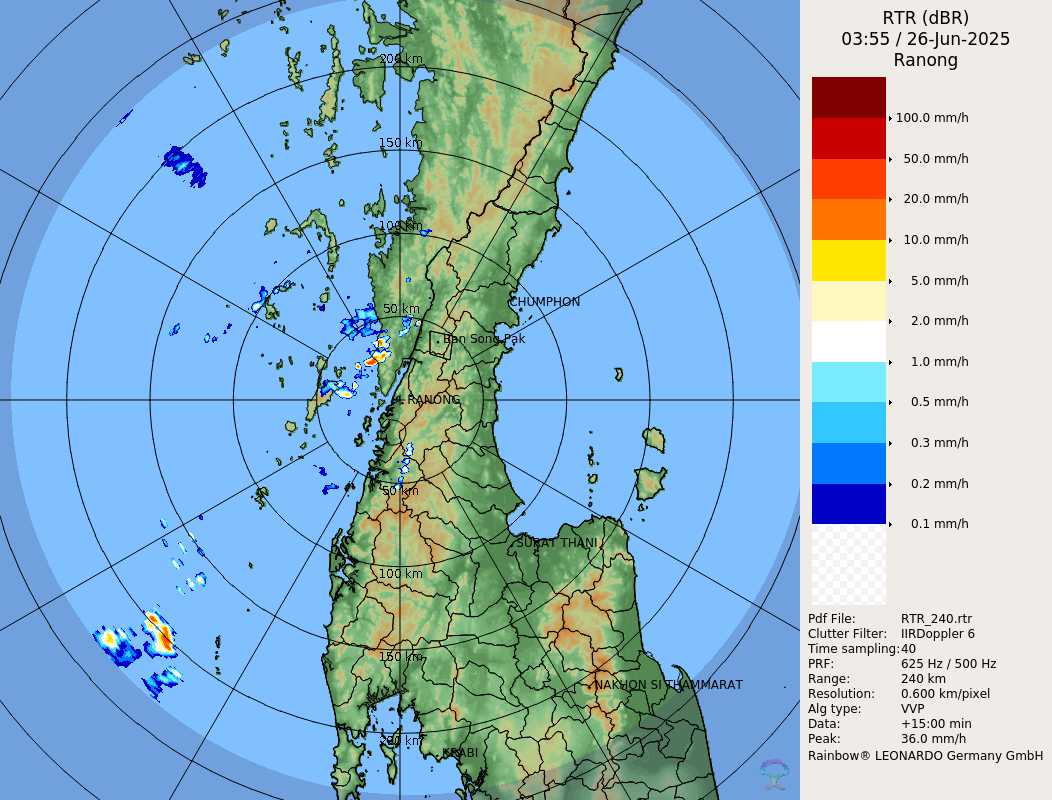 200 km
150 km
100 km
CHUMPHON
50 km
Ban Song Pak
RANONG
50 km
SURAT THANI
100 km
150 km
NAKHON SI THAMMARAT
200 km
KRABI
RTR (dBR)
03:55 / 26-Jun-2025
Ranong
100.0 mm/h
50.0 mm/h
20.0 mm/h
10.0 mm/h
5.0 mm/h
2.0 mm/h
1.0 mm/h
0.5 mm/h
0.3 mm/h
0.2 mm/h
0.1 mm/h
Pdf File: RTR_240.rtr
Clutter Filter: IIRDoppler 6
Time sampling:40
PRF: 625 Hz / 500 Hz
Range: 240 km
Resolution: 0.600 km/pixel
Alg type: VVP
Data: +15:00 min
Peak: 36.0 mm/h
Rainbow® LEONARDO Germany GmbH